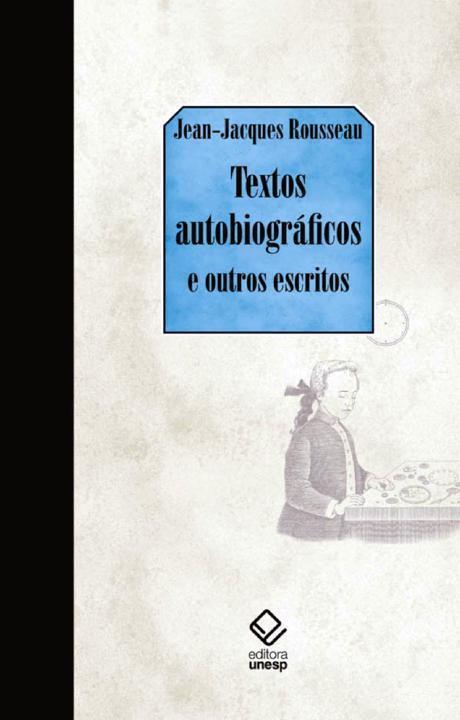 Jean-Jacques Rousseau
Textos
autobiográficos
e outros escritos
editora
unesp